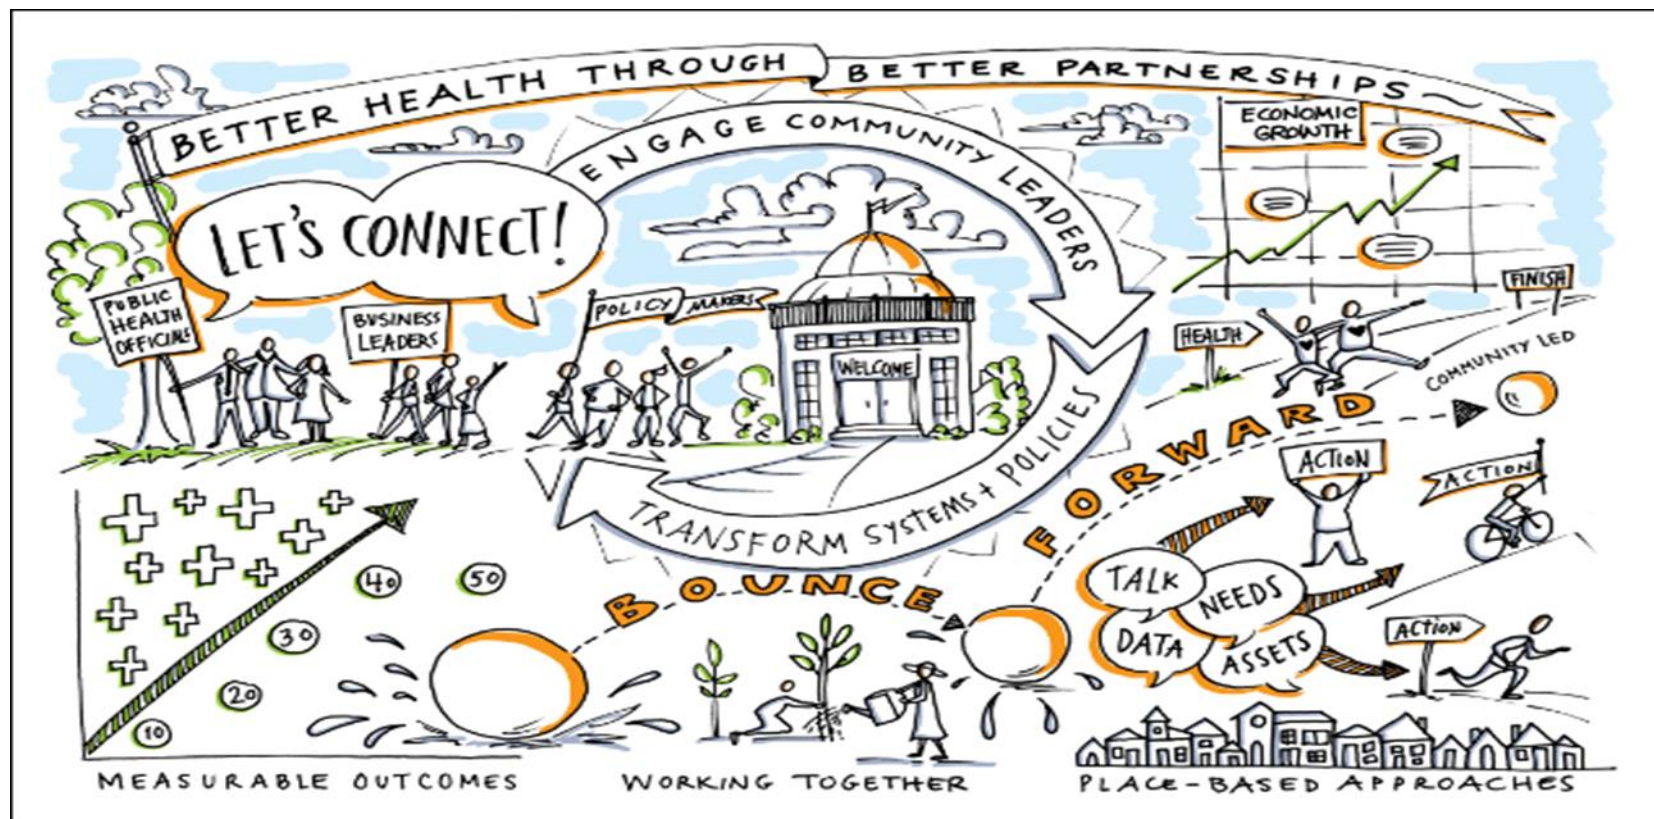 BETTER HEALTH THROUGH BETTER PARTNERSHIPS
ENGAGE COMMUNITY LEADERS
LET'S CONNECT!
PUBLIC
HEALTH
OFFICIALS
BUSINESS
LEADERS
POLICY MAKERS
WELCOME
TRANSFORM SYSTEMS + POLICIES
ECONOMIC
GROWTH
HEALTH
FINISH
COMMUNITY LED
BOUNCE FORWARD
10
20
30
40
50
TALK
NEEDS
DATA
ASSETS
ACTION
ACTION
ACTION
MEASURABLE OUTCOMES
WORKING TOGETHER
PLACE-BASED APPROACHES